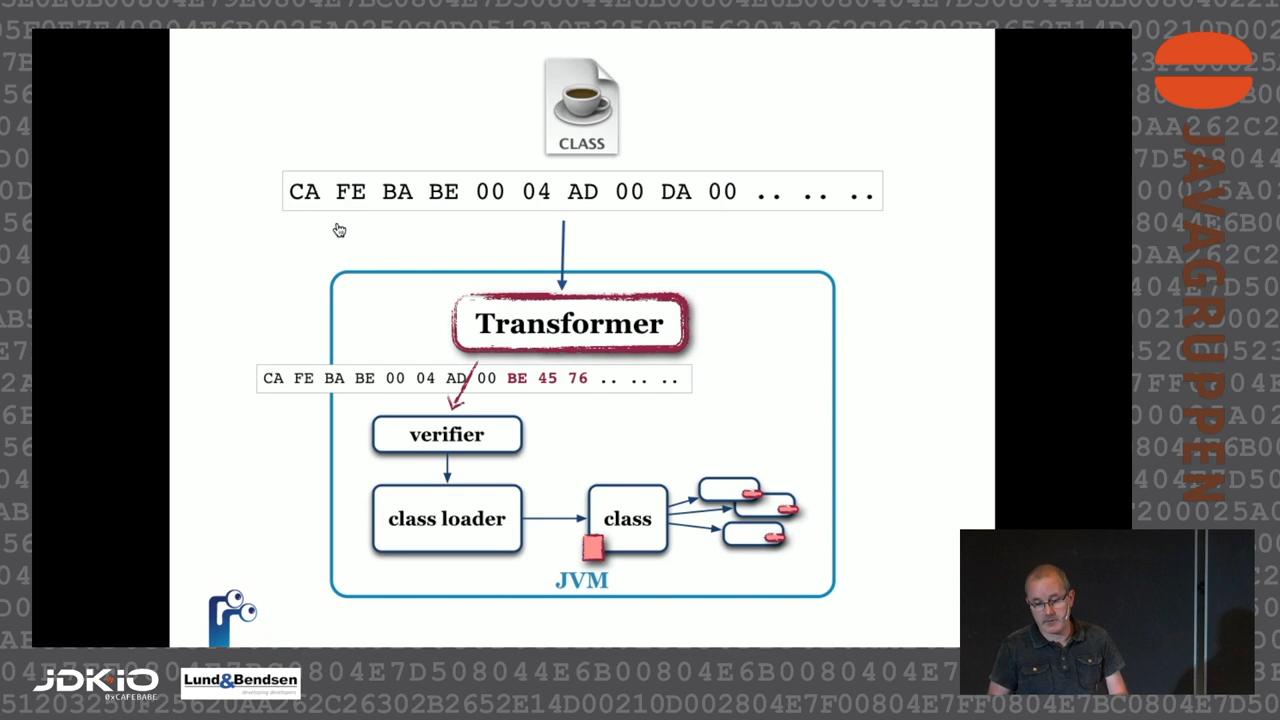 CLASS
CA FE BA BE 00 04 AD 00 DA 00 .. .. ..
Transformer
CA FE BA BE 00 04 AD 00 BE 45 76 .. .. ..
verifier
class loader
class
JVM
JAVAGRUPPEN
JDKIO
0xCAFEBABE
Lund&Bendsen
developing developers